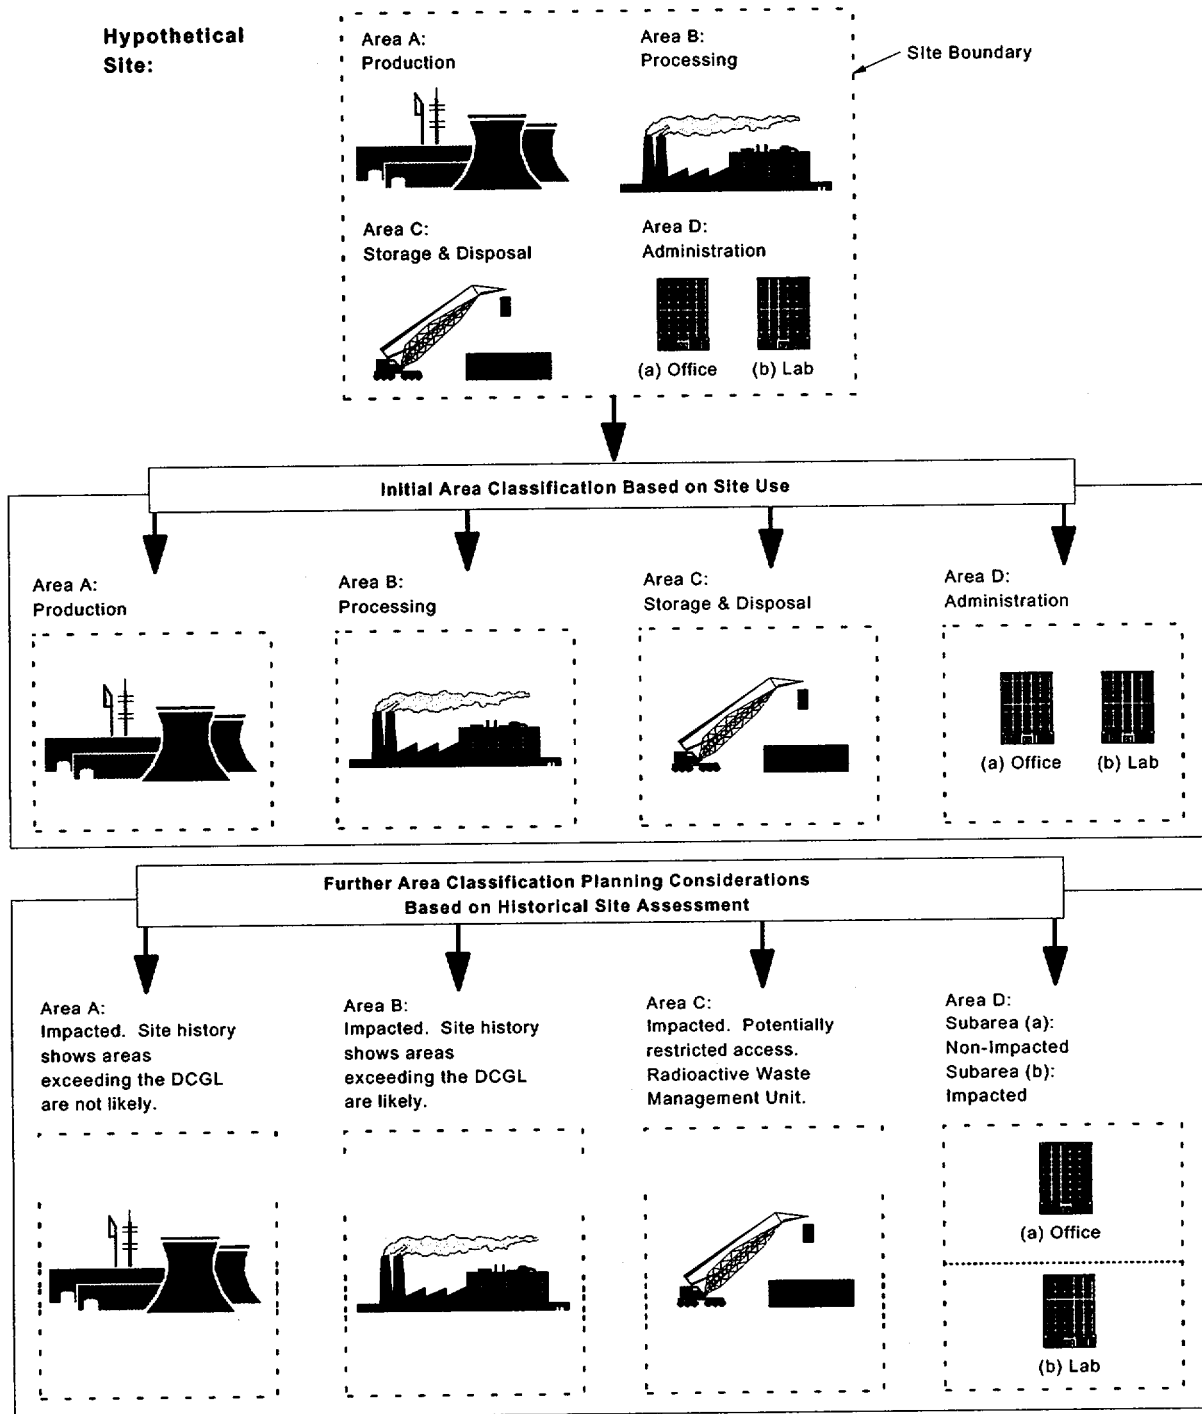 Hypothetical
Site:
Area A:
Production
Area B:
Processing
Site Boundary
Area C:
Storage & Disposal
Area D:
Administration
(a) Office
(b) Lab
Initial Area Classification Based on Site Use
Area A:
Production
Area B:
Processing
Area C:
Storage & Disposal
Area D:
Administration
(a) Office
(b) Lab
Further Area Classification Planning Considerations
Based on Historical Site Assessment
Area A:
Impacted. Site history
shows areas
exceeding the DCGL
are not likely.
Area B:
Impacted. Site history
shows areas
exceeding the DCGL
are likely.
Area C:
Impacted. Potentially
restricted access.
Radioactive Waste
Management Unit.
Area D:
Subarea (a):
Non-Impacted
Subarea (b):
Impacted
(a) Office
(b) Lab